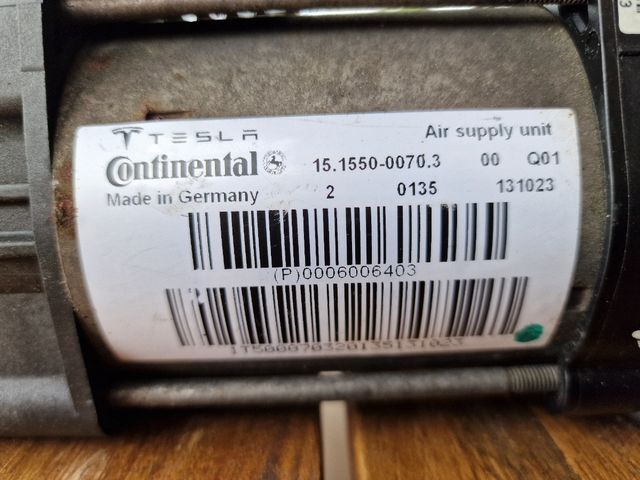 TESLA Air supply unit
Continental 15.1550-0070.3 00 Q01
Made in Germany 2 0135 131023
(P)0006006403